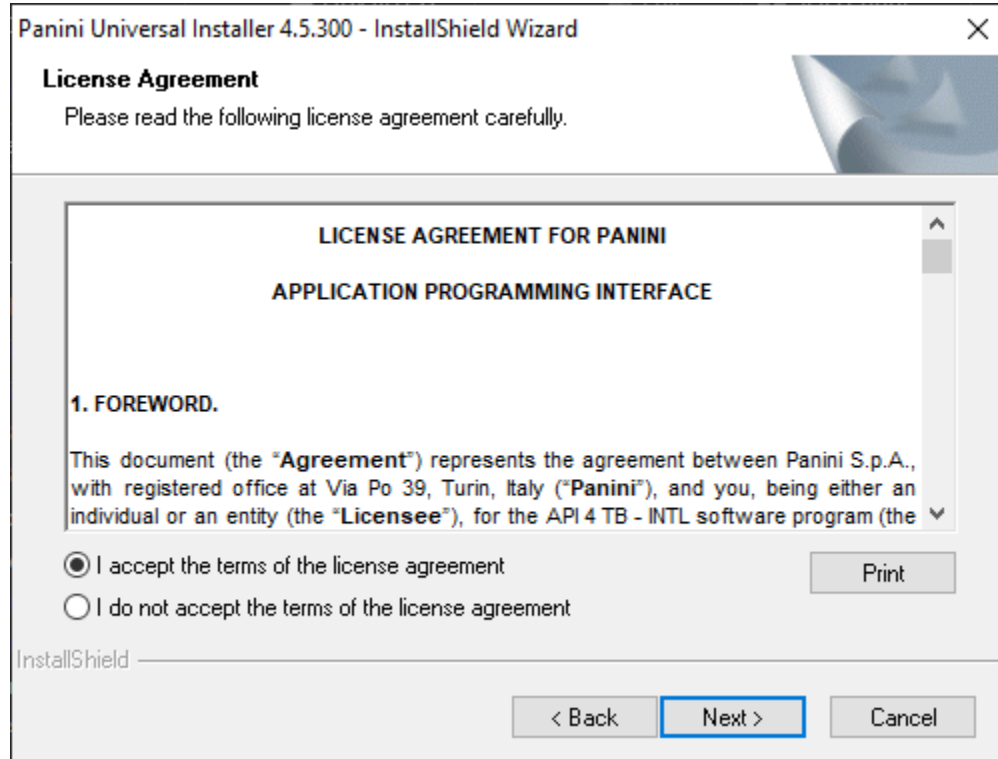 Panini Universal Installer 4.5.300 - InstallShield Wizard
License Agreement
Please read the following license agreement carefully.
LICENSE AGREEMENT FOR PANINI
APPLICATION PROGRAMMING INTERFACE
1. FOREWORD.
This document (the “Agreement”) represents the agreement between Panini S.p.A.,
with registered office at Via Po 39, Turin, Italy (“Panini”), and you, being either an
individual or an entity (the “Licensee”), for the API 4 TB - INTL software program (the
I accept the terms of the license agreement
Print
I do not accept the terms of the license agreement
InstallShield
< Back Next > Cancel